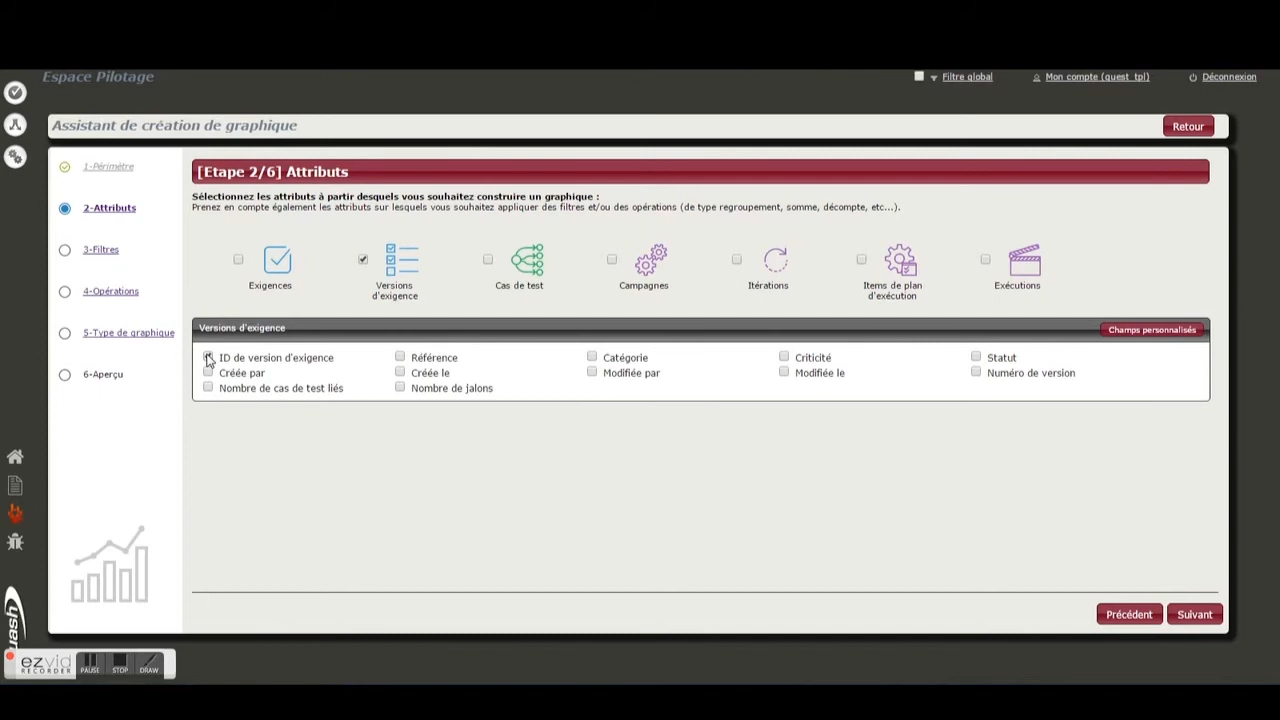 Espace Pilotage
Filtre global
Mon compte (guest_tpl)
Déconnexion
Assistant de création de graphique
Retour
1-Périmètre
2-Attributs
3-Filtres
4-Opérations
5-Type de graphique
6-Aperçu
[Etape 2/6] Attributs
Sélectionnez les attributs à partir desquels vous souhaitez construire un graphique :
Prenez en compte également les attributs sur lesquels vous souhaitez appliquer des filtres et/ou des opérations (de type regroupement, somme, décompte, etc...).
Exigences
Versions
d'exigence
Cas de test
Campagnes
Itérations
Items de plan
d'exécution
Exécutions
Versions d'exigence
Champs personnalisés
ID de version d'exigence
Référence
Catégorie
Criticité
Statut
Créée par
Créée le
Modifiée par
Modifiée le
Numéro de version
Nombre de cas de test liés
Nombre de jalons
Précédent
Suivant
ezvid
RECORDER
PAUSE
STOP
DRAW